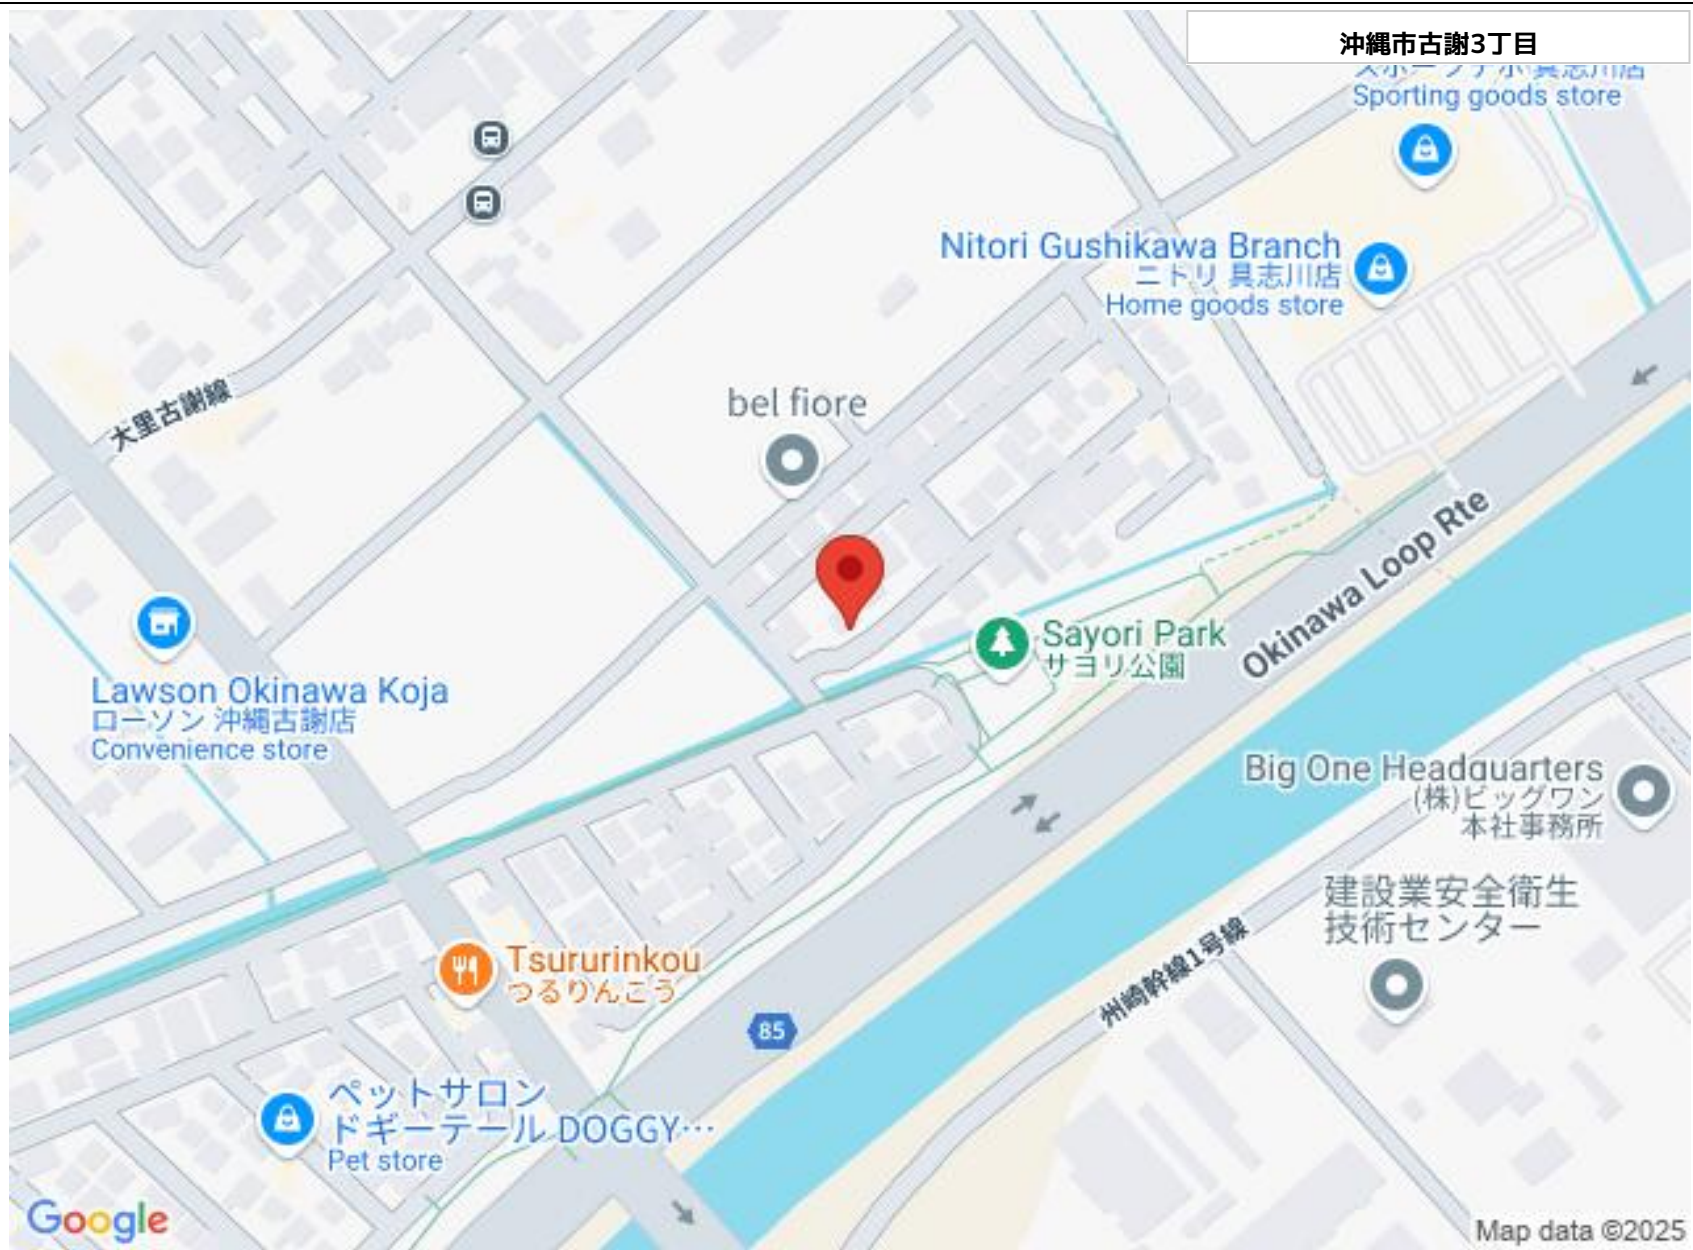 沖縄市古謝3丁目
Sporting goods store
Nitori Gushikawa Branch
ニトリ 具志川店
Home goods store
大里古謝線
bel fiore
Okinawa Loop Rte
Sayori Park
サヨリ公園
Lawson Okinawa Koja
ローソン 沖縄古謝店
Convenience store
Big One Headquarters
(株)ビッグワン
本社事務所
建設業安全衛生
技術センター
州崎幹線1号線
Tsururinkou
つるりんこう
85
ペットサロン
ドギーテール DOGGY…
Pet store
Google
Map data ©2025